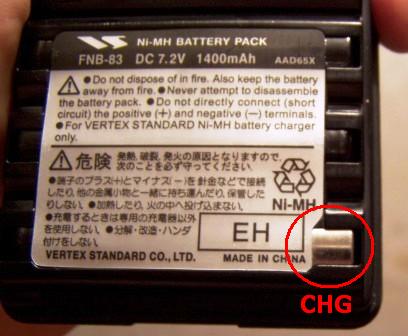 VS Ni-MH BATTERY PACK
FNB-83 DC 7.2V 1400mAh AAD65X
●Do not dispose of in fire. Also keep the battery
away from fire. ●Never attempt to disassemble
the battery pack. ●Do not directly connect (short
circuit) the positive (+) and negative (−) terminals.
●For VERTEX STANDARD Ni-MH battery charger
only.
危険 発熱, 破裂, 発火の原因となりますので, 次のことを必ず守ってください.
●端子のプラス(+)とマイナス(−)を針金などで接続
したり, 他の金属小物と一緒に持ち運んだり, 保管した
りしない. ●加熱したり, 火の中へ投げ込まない.
●充電するときは専用の充電器以外
を使用しない. ●分解・改造・ハンダ
付けをしない.
Ni-MH
EH
VERTEX STANDARD CO., LTD. MADE IN CHINA
CHG